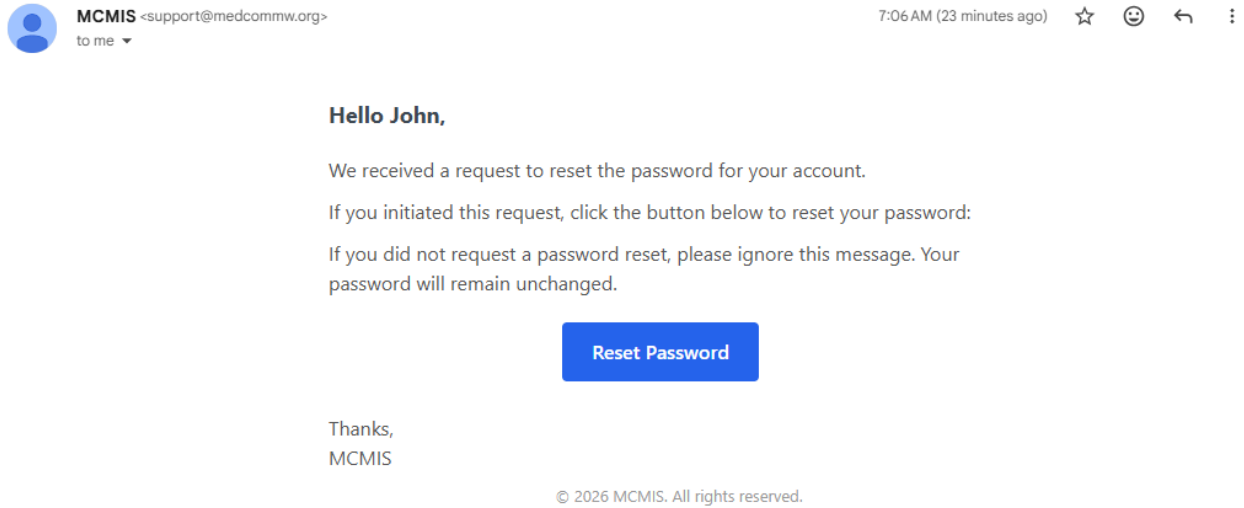 MCMIS <support@medcommw.org>
7:06 AM (23 minutes ago)
to me
Hello John,
We received a request to reset the password for your account.
If you initiated this request, click the button below to reset your password:
If you did not request a password reset, please ignore this message. Your
password will remain unchanged.
Reset Password
Thanks,
MCMIS
© 2026 MCMIS. All rights reserved.